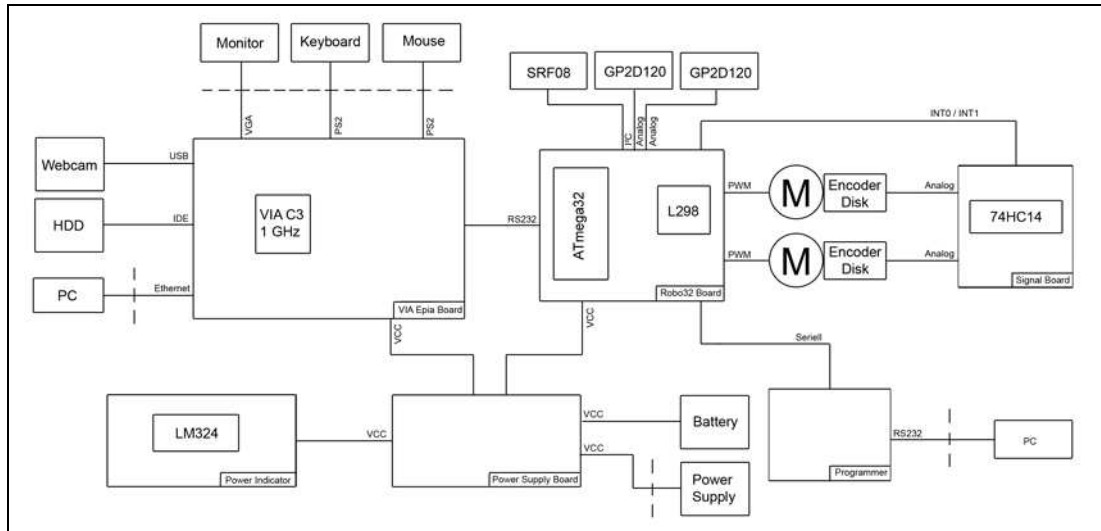 Monitor
Keyboard
Mouse
SRF08
GP2D120
GP2D120
VGA
PS2
PS2
I²C
Analog
Analog
INT0 / INT1
Webcam
USB
HDD
IDE
PC
Ethernet
VIA C3
1 GHz
VIA Epia Board
RS232
ATmega32
L298
Robo32 Board
PWM
M
Encoder
Disk
Analog
PWM
M
Encoder
Disk
Analog
74HC14
Signal Board
VCC
VCC
Seriell
LM324
Power Indicator
VCC
Power Supply Board
VCC
Battery
VCC
Power
Supply
Programmer
RS232
PC